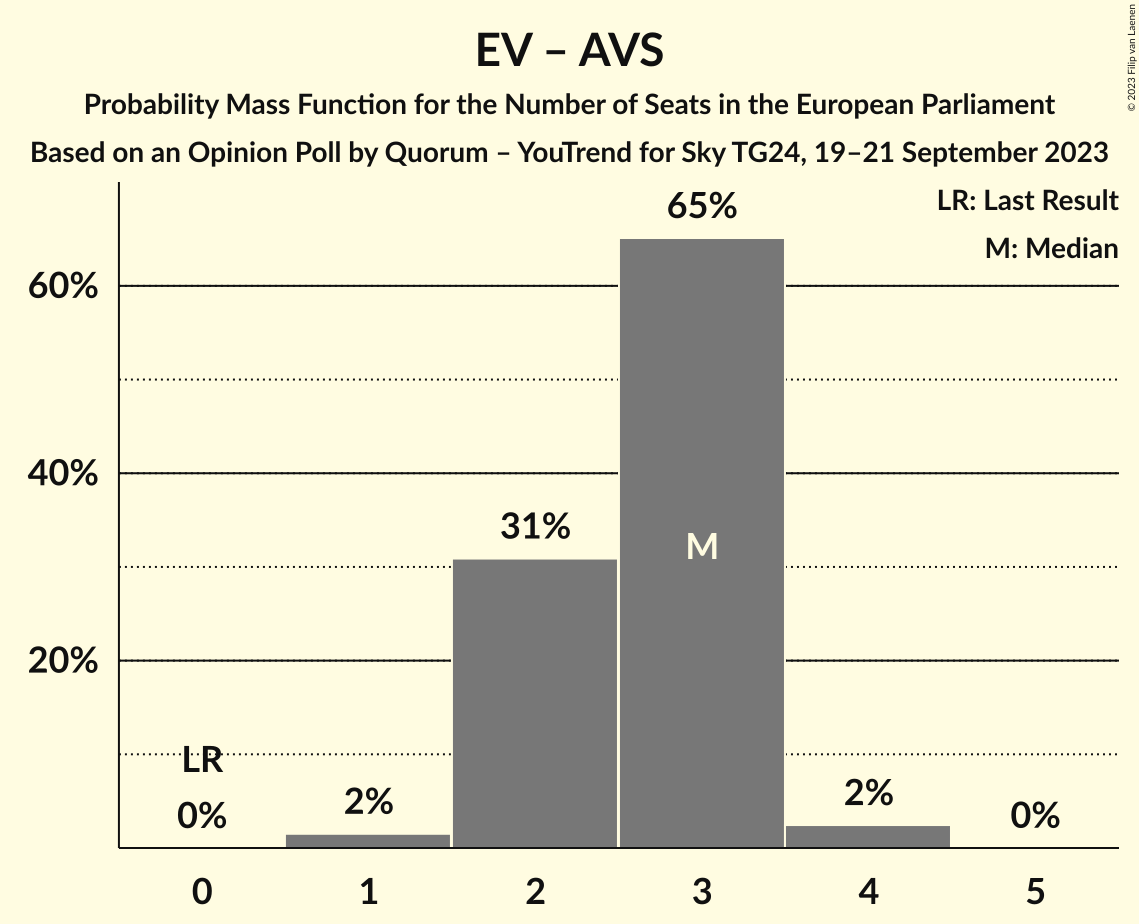 EV – AVS
Probability Mass Function for the Number of Seats in the European Parliament
Based on an Opinion Poll by Quorum – YouTrend for Sky TG24, 19–21 September 2023
© 2023 Filip van Laenen
LR: Last Result
M: Median
60%
40%
20%
LR
0%
2%
31%
65%
M
2%
0%
0
1
2
3
4
5